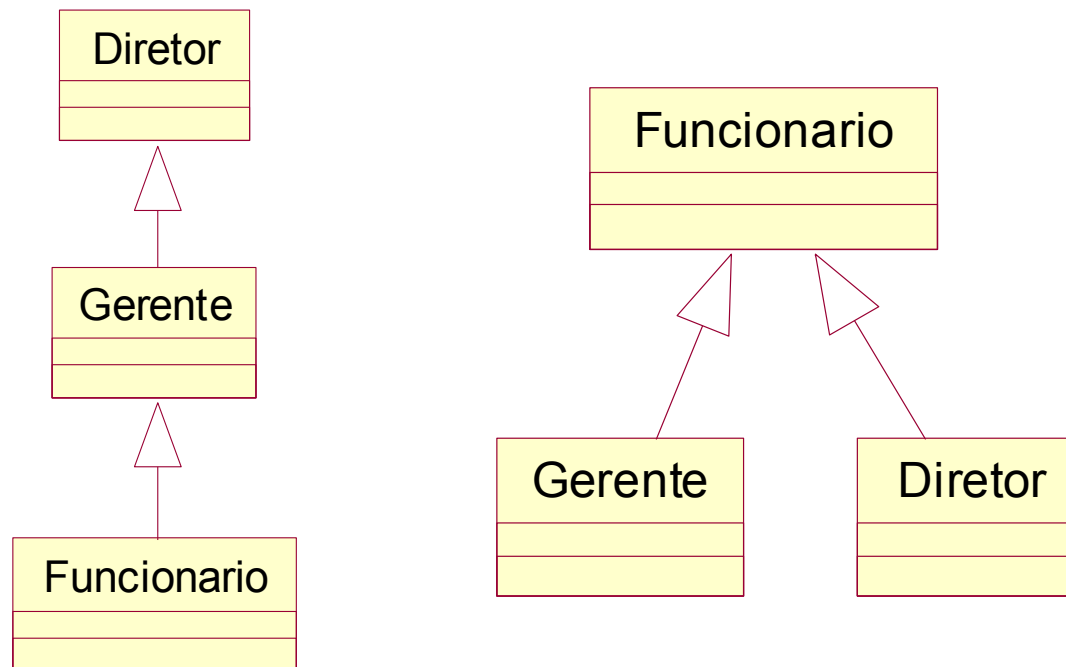 Diretor
Gerente
Funcionario
Funcionario
Gerente
Diretor